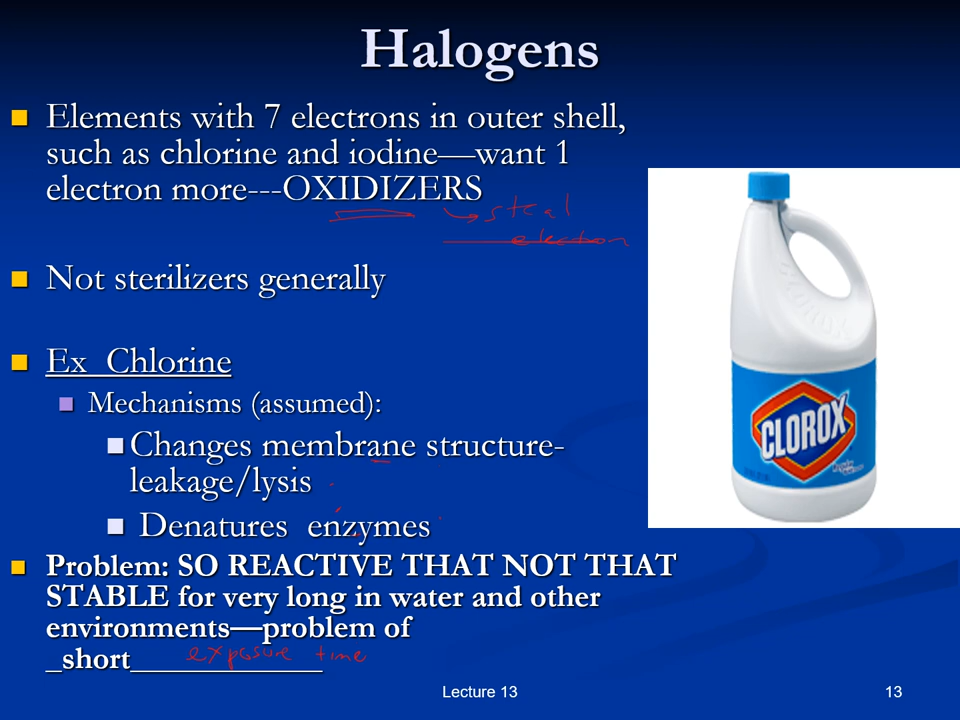 Halogens
Elements with 7 electrons in outer shell,
such as chlorine and iodine—want 1
electron more---OXIDIZERS
steal
electron
Not sterilizers generally
Ex Chlorine
Mechanisms (assumed):
Changes membrane structure-
leakage/lysis
Denatures enzymes
CLOROX
CLOROX
Problem: SO REACTIVE THAT NOT THAT
STABLE for very long in water and other
environments—problem of
_short____________ exposure time
Lecture 13
13